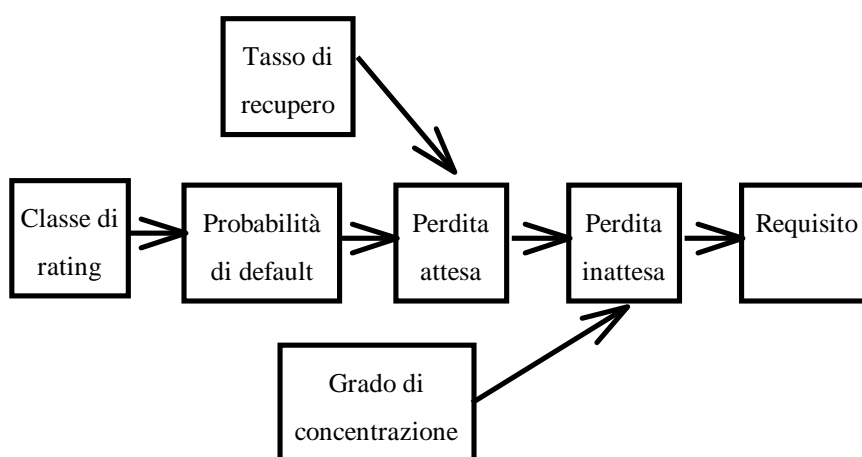 Tasso di
recupero
Classe di
rating
Probabilità
di default
Perdita
attesa
Perdita
inattesa
Requisito
Grado di
concentrazione